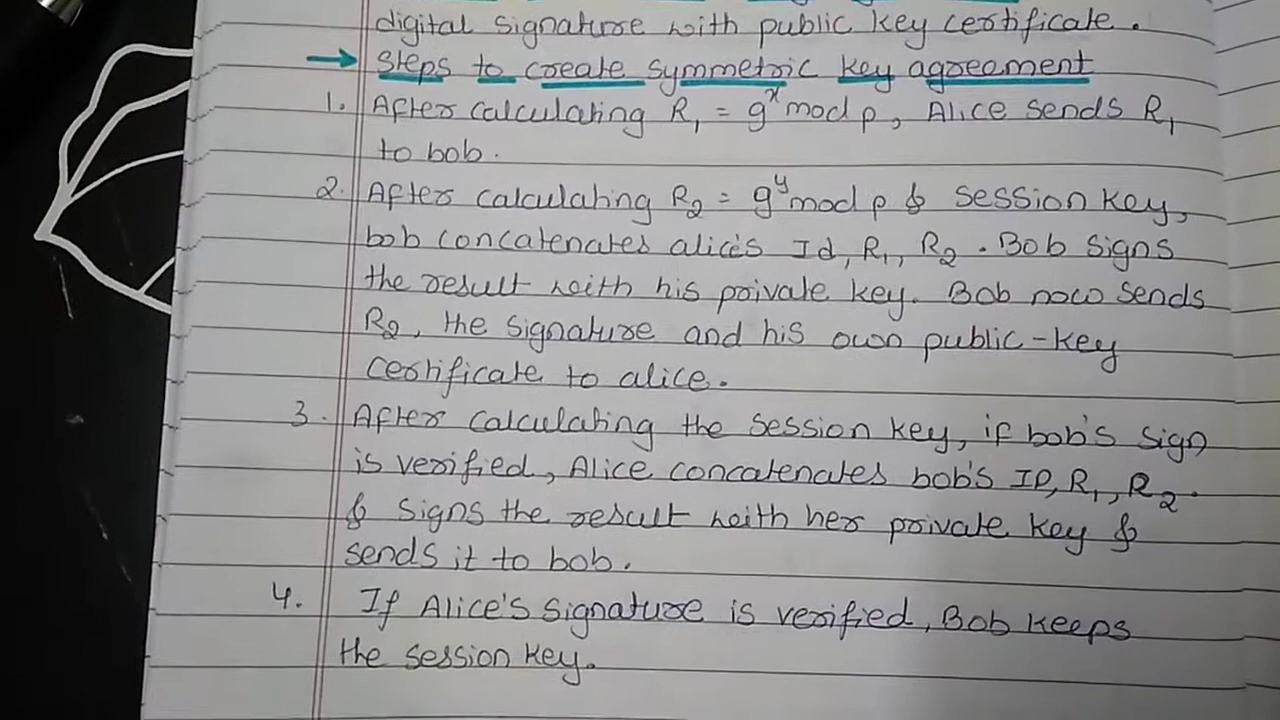 digital signature with public key certificate.
→ Steps to create symmetric key agreement
1. After calculating R₁ = gˣ mod p, Alice sends R₁
to bob.
2. After calculating R₂ = gʸ mod p & session key,
bob concatenates alice's Id, R₁, R₂. Bob signs
the result with his private key. Bob now sends
R₂, the signature and his own public-key
certificate to alice.
3. After calculating the session key, if bob's sign
is verified, Alice concatenates bob's ID, R₁, R₂.
& signs the result with her private key &
sends it to bob.
4. If Alice's signature is verified, Bob keeps
the session key.